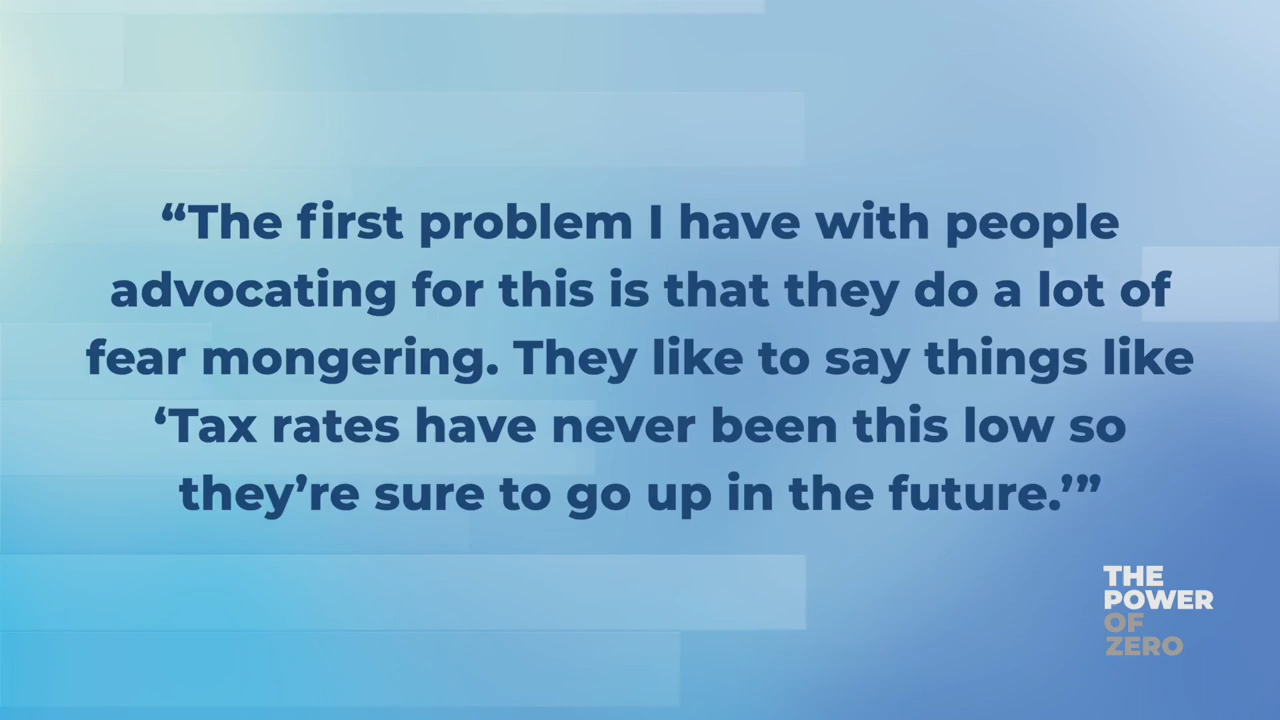 “The first problem I have with people
advocating for this is that they do a lot of
fear mongering. They like to say things like
‘Tax rates have never been this low so
they’re sure to go up in the future.’”
THE
POWER
OF
ZERO